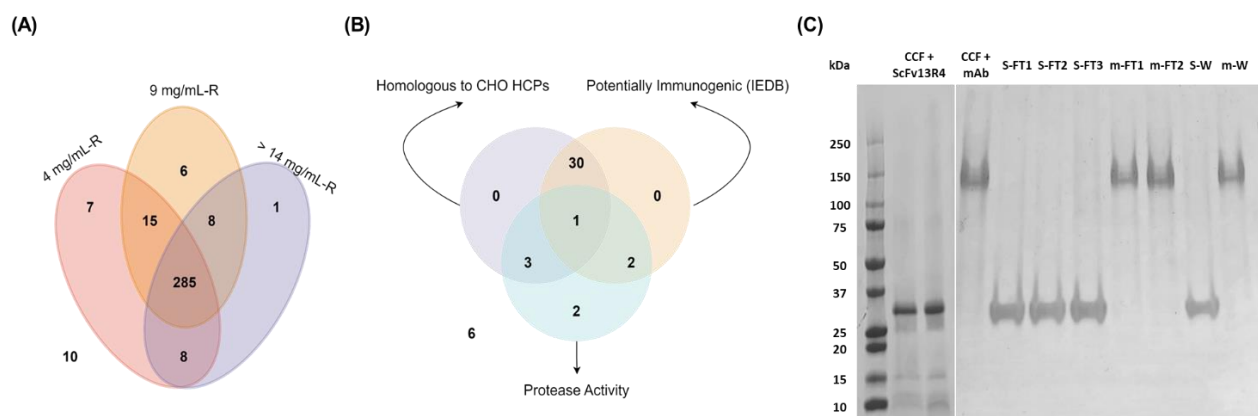 (A)
9 mg/mL-R
4 mg/mL-R
> 14 mg/mL-R
6
7
15
8
1
285
10
8
(B)
Homologous to CHO HCPs
Potentially Immunogenic (IEDB)
30
0
0
1
3
2
2
6
Protease Activity
(C)
kDa
CCF +
ScFv13R4
CCF +
mAb
S-FT1
S-FT2
S-FT3
m-FT1
m-FT2
S-W
m-W
250
150
100
75
50
37
25
20
15
10